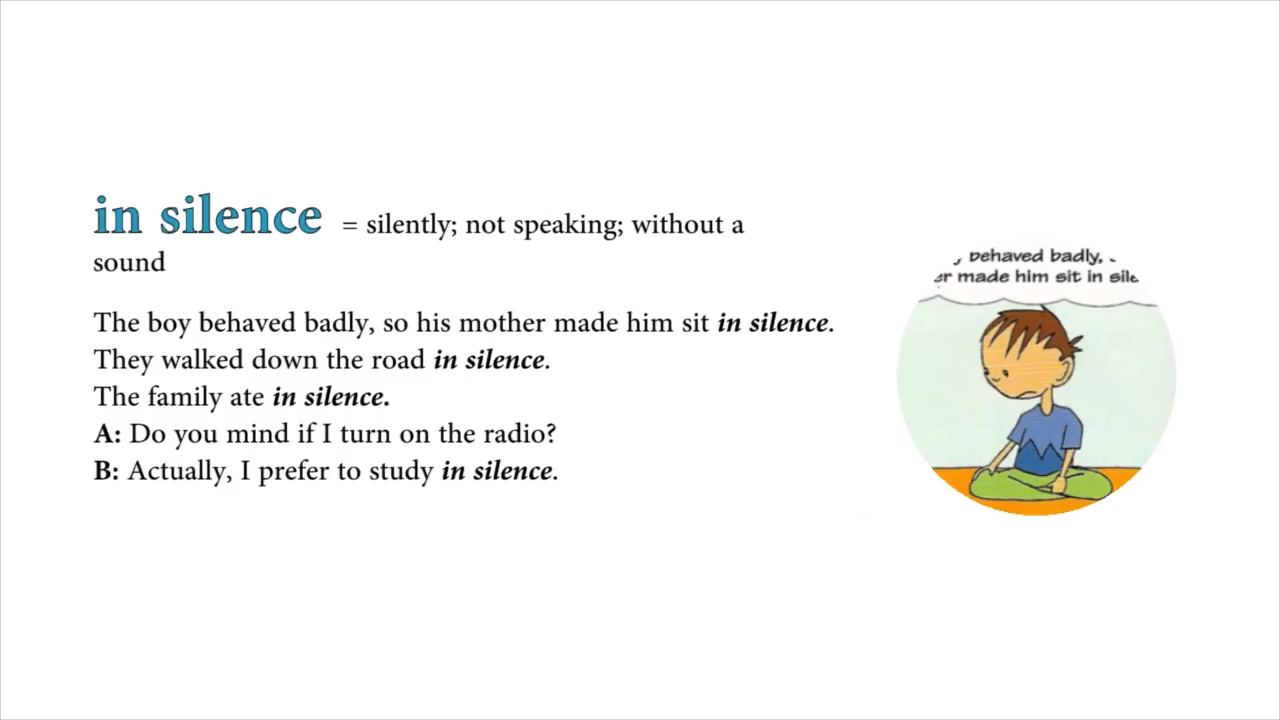 in silence = silently; not speaking; without a
sound
The boy behaved badly, so his mother made him sit in silence.
They walked down the road in silence.
The family ate in silence.
A: Do you mind if I turn on the radio?
B: Actually, I prefer to study in silence.
behaved badly,
made him sit in